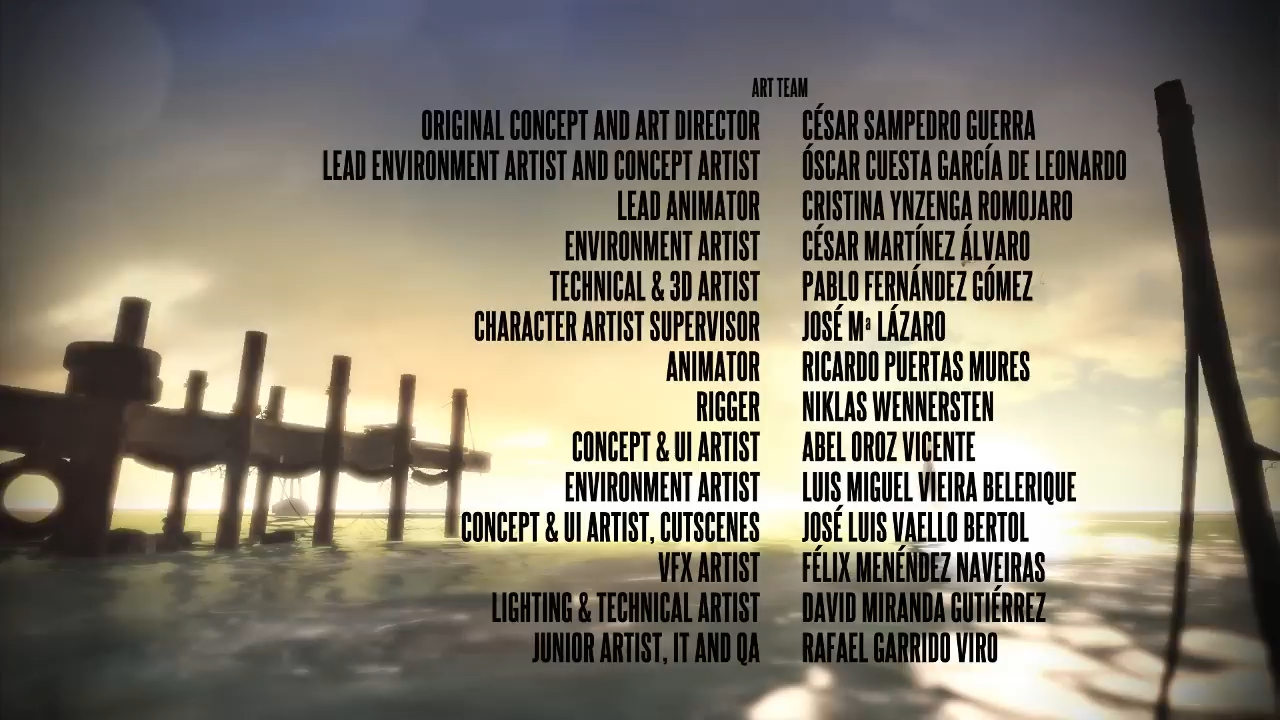 ART TEAM
ORIGINAL CONCEPT AND ART DIRECTOR CÉSAR SAMPEDRO GUERRA
LEAD ENVIRONMENT ARTIST AND CONCEPT ARTIST ÓSCAR CUESTA GARCÍA DE LEONARDO
LEAD ANIMATOR CRISTINA YNZENGA ROMOJARO
ENVIRONMENT ARTIST CÉSAR MARTÍNEZ ÁLVARO
TECHNICAL & 3D ARTIST PABLO FERNÁNDEZ GÓMEZ
CHARACTER ARTIST SUPERVISOR JOSÉ Mª LÁZARO
ANIMATOR RICARDO PUERTAS MURES
RIGGER NIKLAS WENNERSTEN
CONCEPT & UI ARTIST ABEL OROZ VICENTE
ENVIRONMENT ARTIST LUIS MIGUEL VIEIRA BELERIQUE
CONCEPT & UI ARTIST, CUTSCENES JOSÉ LUIS VAELLO BERTOL
VFX ARTIST FÉLIX MENÉNDEZ NAVEIRAS
LIGHTING & TECHNICAL ARTIST DAVID MIRANDA GUTIÉRREZ
JUNIOR ARTIST, IT AND QA RAFAEL GARRIDO VIRO